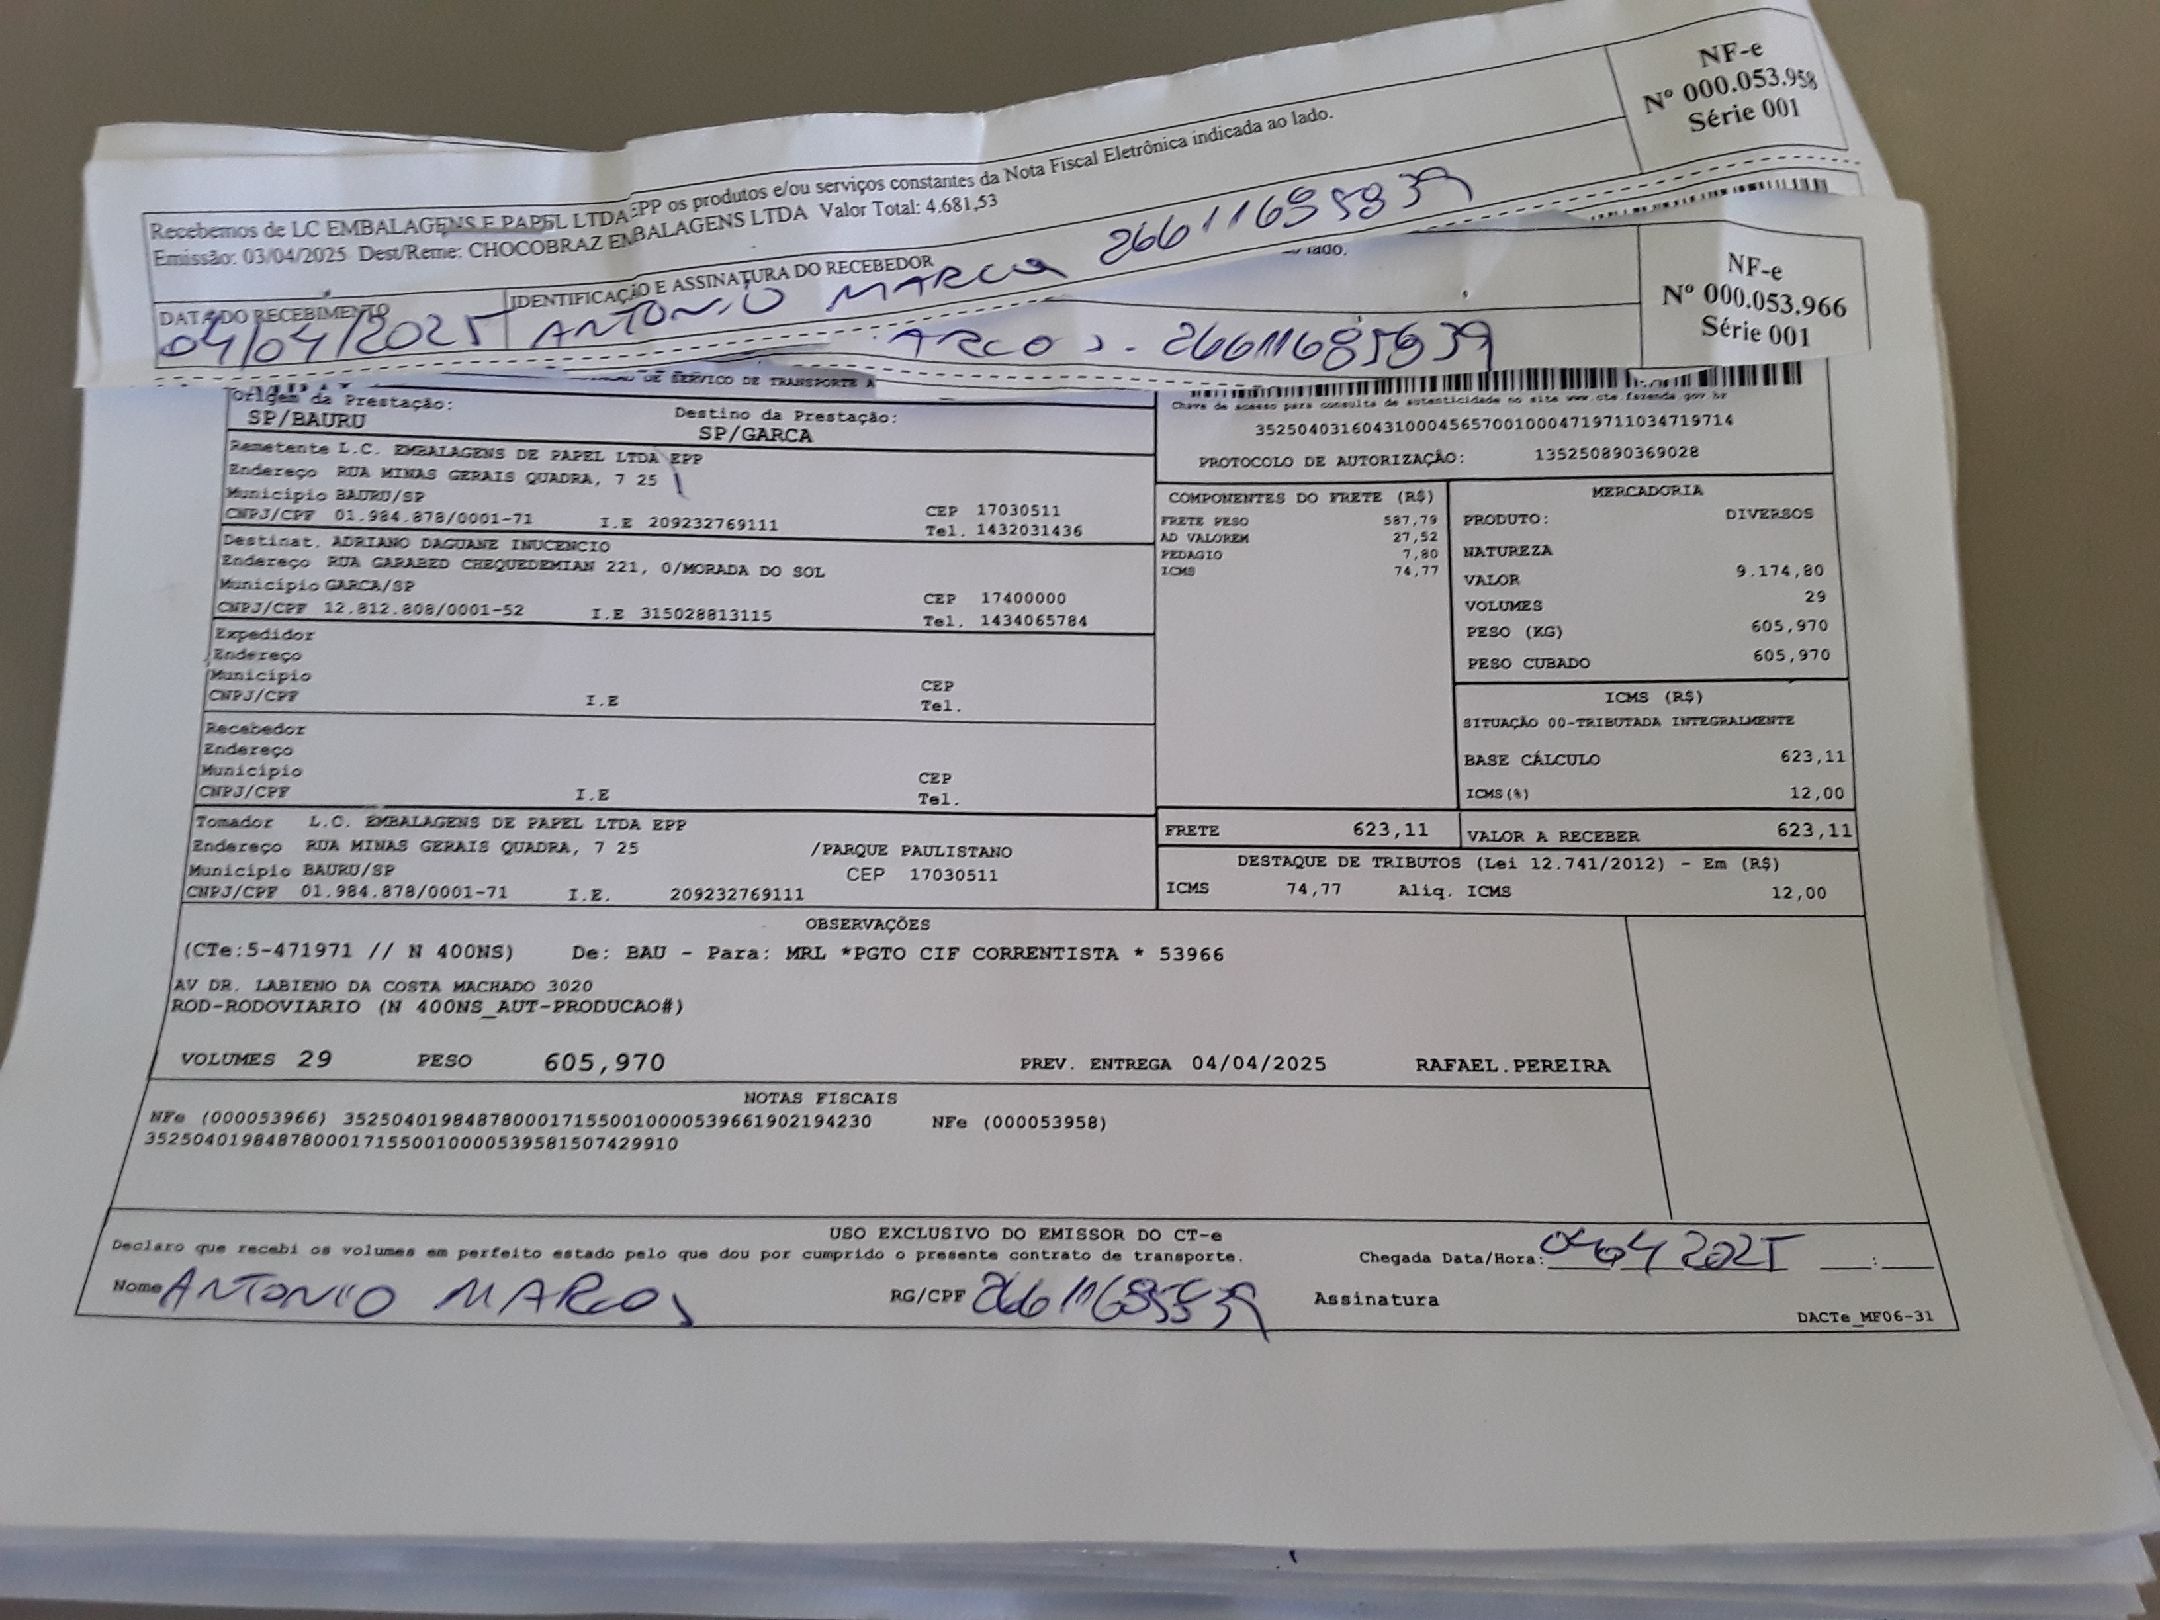 NF-e
Nº 000.053.958
Série 001
Recebemos de LC EMBALAGENS E PAPEL LTDA EPP os produtos e/ou serviços constantes da Nota Fiscal Eletrônica indicada ao lado.
Emissão: 03/04/2025 Dest/Reme: CHOCOBRAZ EMBALAGENS LTDA Valor Total: 4.681,53
DATA DO RECEBIMENTO
04/04/2025
IDENTIFICAÇÃO E ASSINATURA DO RECEBEDOR
ANTONIO MARCOS
lado.
NF-e
Nº 000.053.966
Série 001
ARCOS.
DE SERVICO DE TRANSPORTE A
Origem da Prestação:
SP/BAURU
Destino da Prestação:
SP/GARCA
Chave de acesso para consulta de autenticidade no site www.cte.fazenda.gov.br
35250403160431000456570010004719711034719714
PROTOCOLO DE AUTORIZAÇÃO: 135250890369028
Remetente L.C. EMBALAGENS DE PAPEL LTDA EPP
Endereço RUA MINAS GERAIS QUADRA, 7 25
Município BAURU/SP CEP 17030511
CNPJ/CPF 01.984.878/0001-71 I.E 209232769111 Tel. 1432031436
Destinat. ADRIANO DAGUANE INUCENCIO
Endereço RUA GARABED CHEQUEDEMIAN 221, 0/MORADA DO SOL
Município GARCA/SP CEP 17400000
CNPJ/CPF 12.812.808/0001-52 I.E 315028813115 Tel. 1434065784
Expedidor
Endereço
Município CEP
CNPJ/CPF I.E Tel.
Recebedor
Endereço
Município CEP
CNPJ/CPF I.E Tel.
Tomador L.C. EMBALAGENS DE PAPEL LTDA EPP
Endereço RUA MINAS GERAIS QUADRA, 7 25 /PARQUE PAULISTANO
Município BAURU/SP CEP 17030511
CNPJ/CPF 01.984.878/0001-71 I.E. 209232769111
COMPONENTES DO FRETE (R$)
FRETE PESO 587,79
AD VALOREM 27,52
PEDAGIO 7,80
ICMS 74,77
MERCADORIA
PRODUTO: DIVERSOS
NATUREZA
VALOR 9.174,80
VOLUMES 29
PESO (KG) 605,970
PESO CUBADO 605,970
ICMS (R$)
SITUAÇÃO 00-TRIBUTADA INTEGRALMENTE
BASE CÁLCULO 623,11
ICMS(%) 12,00
FRETE 623,11 VALOR A RECEBER 623,11
DESTAQUE DE TRIBUTOS (Lei 12.741/2012) - Em (R$)
ICMS 74,77 Aliq. ICMS 12,00
OBSERVAÇÕES
(CTe:5-471971 // N 400NS) De: BAU - Para: MRL *PGTO CIF CORRENTISTA * 53966
AV DR. LABIENO DA COSTA MACHADO 3020
ROD-RODOVIARIO (N 400NS_AUT-PRODUCAO#)
VOLUMES 29 PESO 605,970 PREV. ENTREGA 04/04/2025 RAFAEL.PEREIRA
NOTAS FISCAIS
NFe (000053966) 35250401984878000171550010000539661902194230 NFe (000053958)
35250401984878000171550010000539581507429910
USO EXCLUSIVO DO EMISSOR DO CT-e
Declaro que recebi os volumes em perfeito estado pelo que dou por cumprido o presente contrato de transporte. Chegada Data/Hora: 04 04 2025 :
Nome ANTONIO MARCOS RG/CPF Assinatura
DACTe_MF06-31